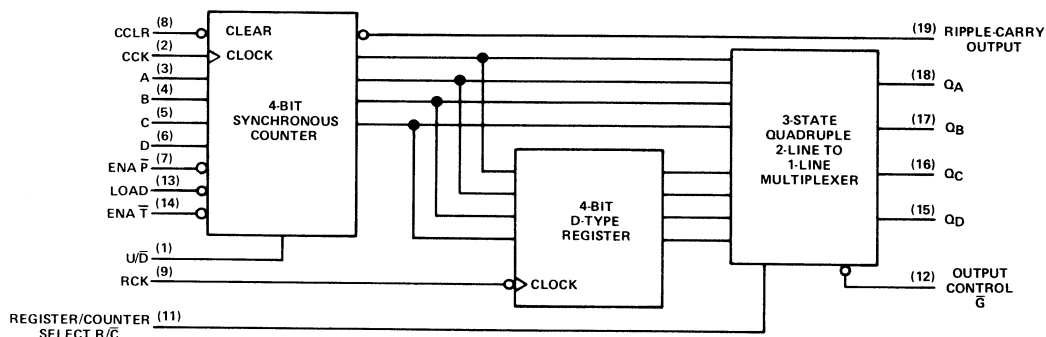 CCLR (8)
CLEAR
(19) RIPPLE-CARRY
OUTPUT
CCK (2)
CLOCK
A (3)
B (4)
C (5)
D (6)
ENA P̅ (7)
LOAD (13)
ENA T̅ (14)
4-BIT
SYNCHRONOUS
COUNTER
U/D̅ (1)
RCK (9)
REGISTER/COUNTER (11)
SELECT R/C̅
4-BIT
D-TYPE
REGISTER
CLOCK
3-STATE
QUADRUPLE
2-LINE TO
1-LINE
MULTIPLEXER
(18) QA
(17) QB
(16) QC
(15) QD
(12) OUTPUT
CONTROL
G̅